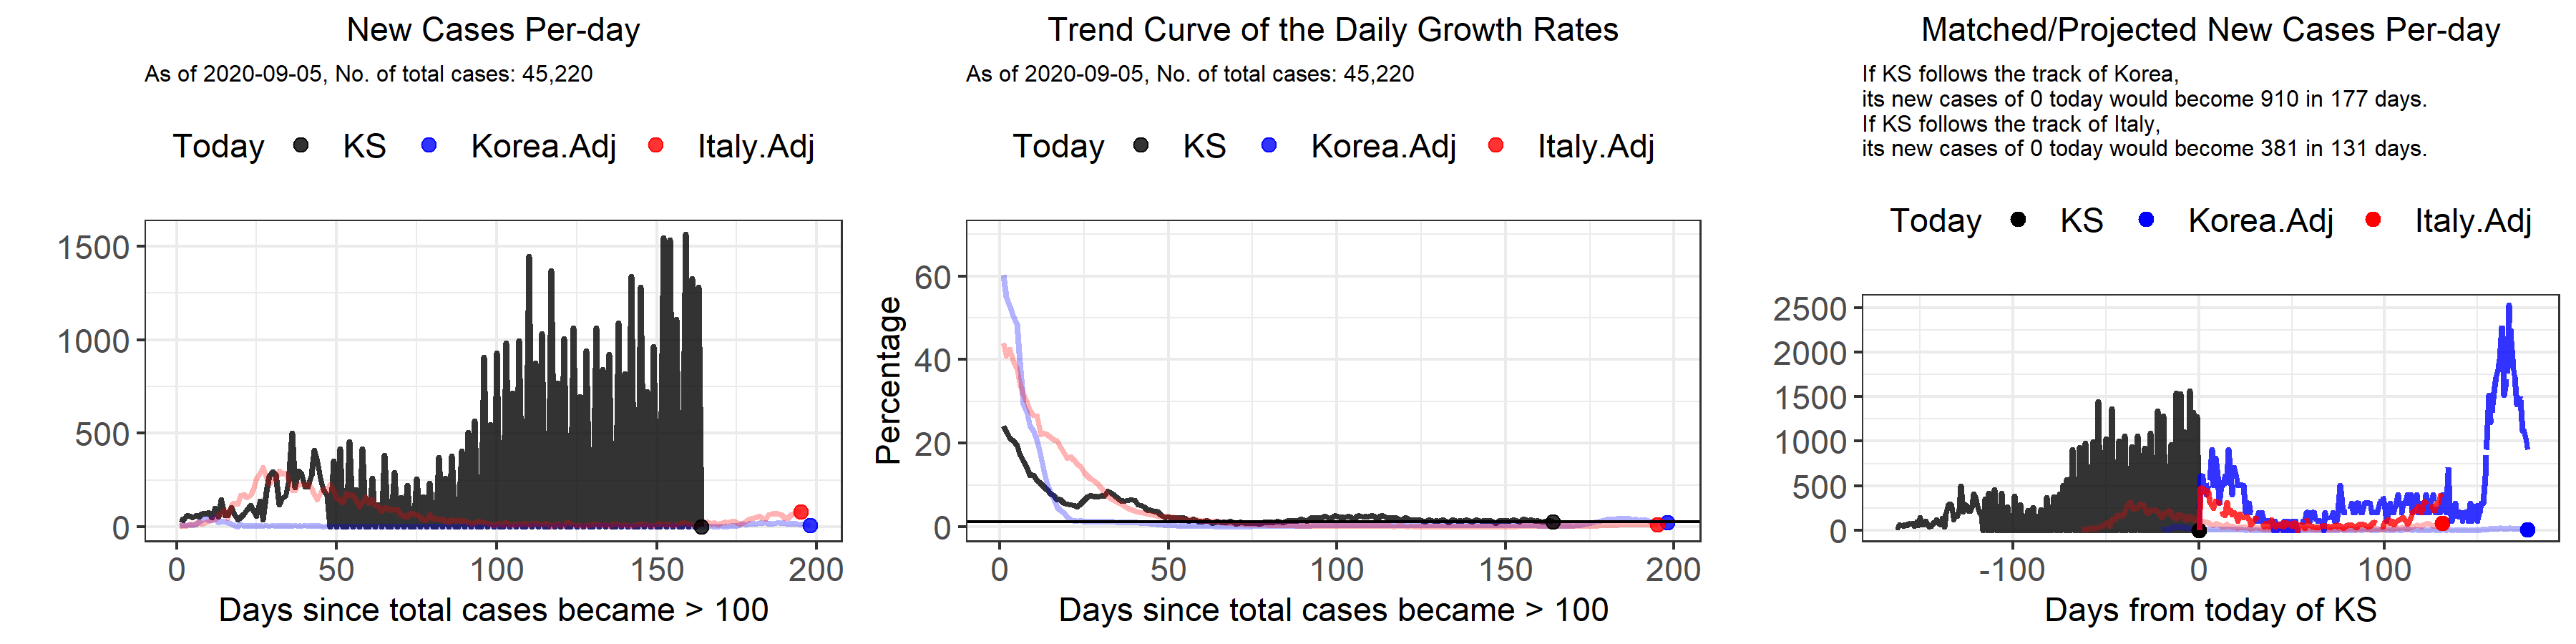 New Cases Per-day
As of 2020-09-05, No. of total cases: 45,220
Today KS Korea.Adj Italy.Adj
1500
1000
500
0
0 50 100 150 200
Days since total cases became > 100
Trend Curve of the Daily Growth Rates
As of 2020-09-05, No. of total cases: 45,220
Today KS Korea.Adj Italy.Adj
Percentage
60
40
20
0
0 50 100 150 200
Days since total cases became > 100
Matched/Projected New Cases Per-day
If KS follows the track of Korea,
its new cases of 0 today would become 910 in 177 days.
If KS follows the track of Italy,
its new cases of 0 today would become 381 in 131 days.
Today KS Korea.Adj Italy.Adj
2500
2000
1500
1000
500
0
-100 0 100
Days from today of KS